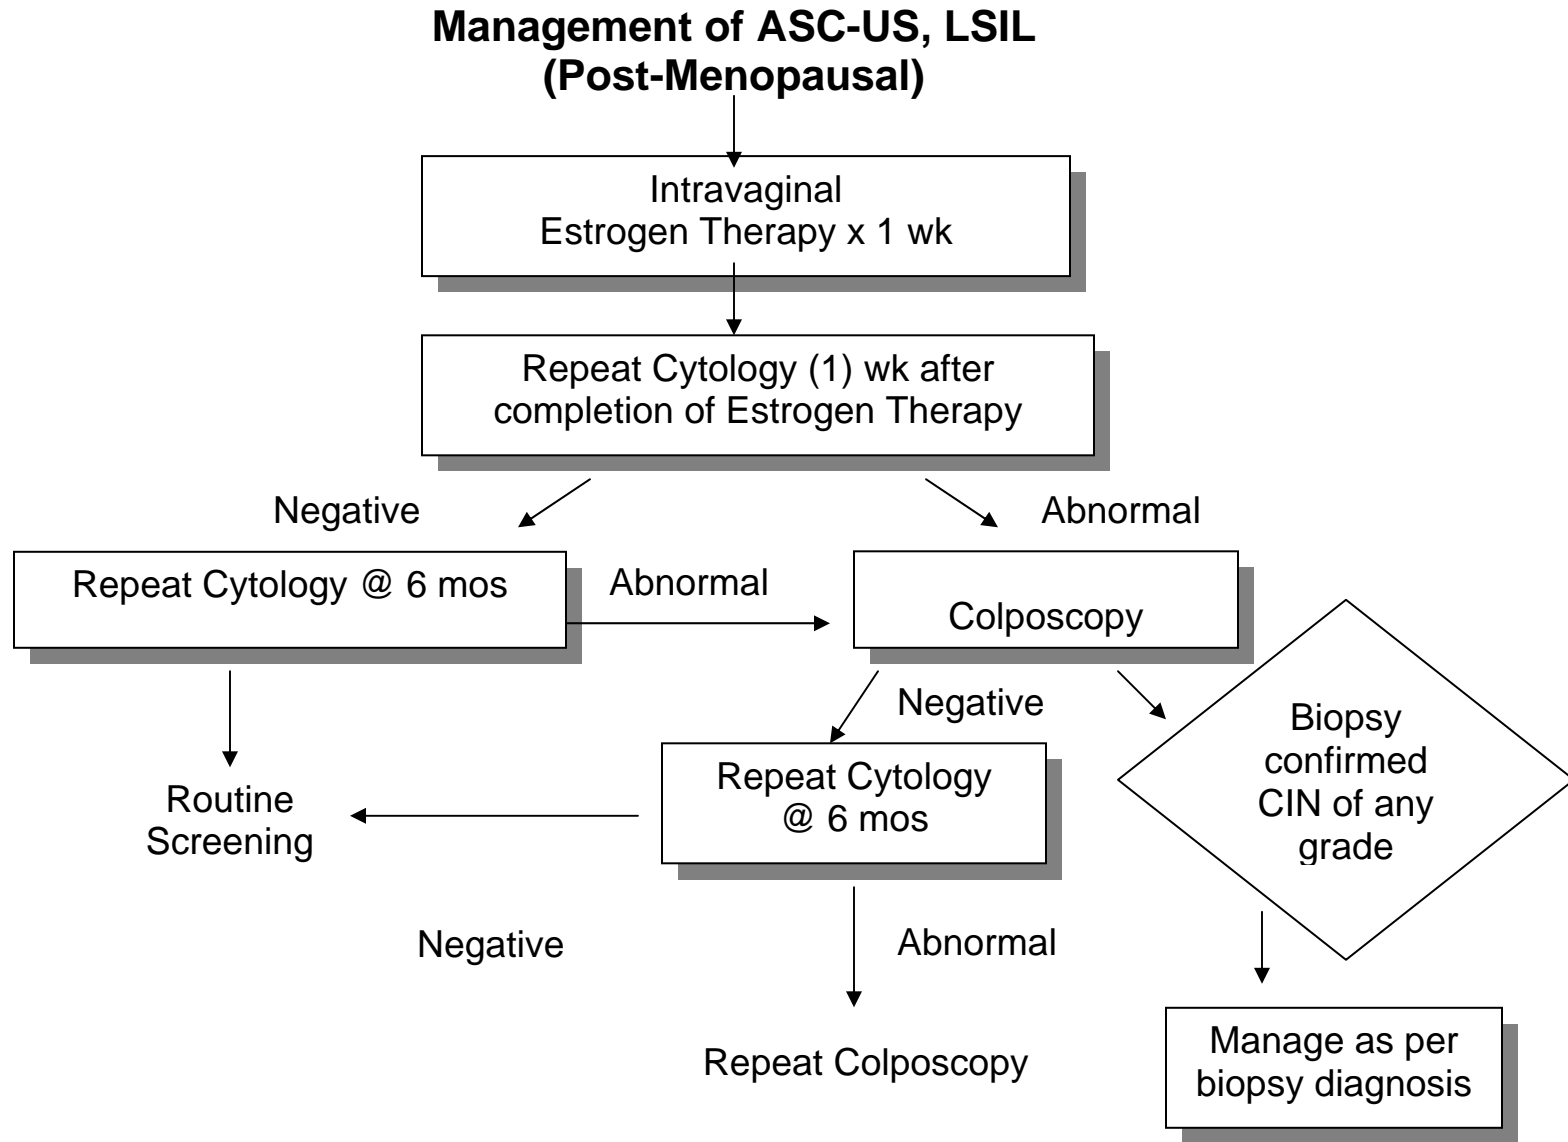 Management of ASC-US, LSIL
(Post-Menopausal)
Intravaginal
Estrogen Therapy x 1 wk
Repeat Cytology (1) wk after
completion of Estrogen Therapy
Negative
Abnormal
Repeat Cytology @ 6 mos
Abnormal
Colposcopy
Negative
Biopsy
confirmed
CIN of any
grade
Repeat Cytology
@ 6 mos
Routine
Screening
Negative
Abnormal
Repeat Colposcopy
Manage as per
biopsy diagnosis